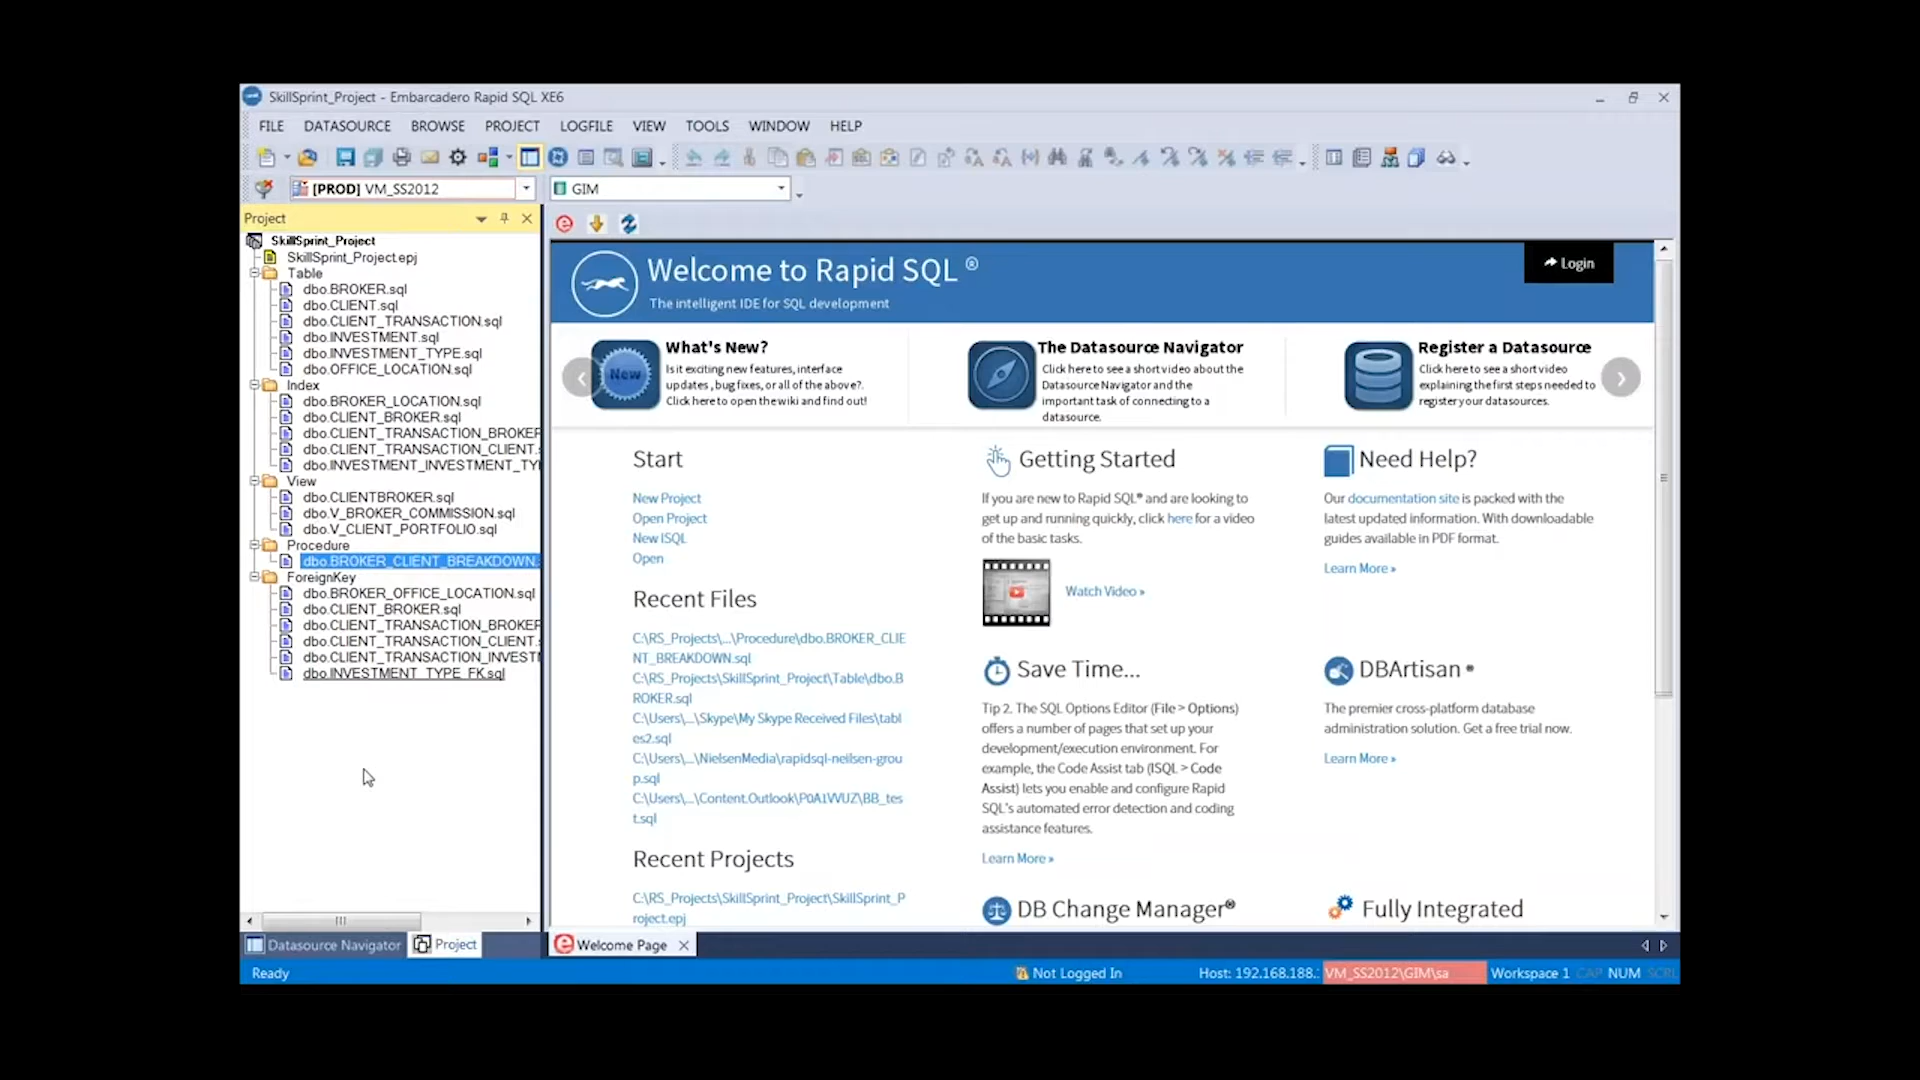 SkillSprint_Project - Embarcadero Rapid SQL XE6
FILE DATASOURCE BROWSE PROJECT LOGFILE VIEW TOOLS WINDOW HELP
[PROD] VM_SS2012
GIM
Project
SkillSprint_Project
SkillSprint_Project.epj
Table
dbo.BROKER.sql
dbo.CLIENT.sql
dbo.CLIENT_TRANSACTION.sql
dbo.INVESTMENT.sql
dbo.INVESTMENT_TYPE.sql
dbo.OFFICE_LOCATION.sql
Index
dbo.BROKER_LOCATION.sql
dbo.CLIENT_BROKER.sql
dbo.CLIENT_TRANSACTION_BROKER
dbo.CLIENT_TRANSACTION_CLIENT.
dbo.INVESTMENT_INVESTMENT_TY
View
dbo.CLIENTBROKER.sql
dbo.V_BROKER_COMMISSION.sql
dbo.V_CLIENT_PORTFOLIO.sql
Procedure
dbo.BROKER_CLIENT_BREAKDOWN.
ForeignKey
dbo.BROKER_OFFICE_LOCATION.sql
dbo.CLIENT_BROKER.sql
dbo.CLIENT_TRANSACTION_BROKER
dbo.CLIENT_TRANSACTION_CLIENT.
dbo.CLIENT_TRANSACTION_INVEST
dbo.INVESTMENT_TYPE_FK.sql
Datasource Navigator Project
Welcome to Rapid SQL ®
The intelligent IDE for SQL development
Login
New
What's New?
Is it exciting new features, interface
updates, bug fixes, or all of the above?.
Click here to open the wiki and find out!
The Datasource Navigator
Click here to see a short video about the
Datasource Navigator and the
important task of connecting to a
datasource.
Register a Datasource
Click here to see a short video
explaining the first steps needed to
register your datasources.
Start
New Project
Open Project
New ISQL
Open
Recent Files
C:\RS_Projects\...\Procedure\dbo.BROKER_CLIE
NT_BREAKDOWN.sql
C:\RS_Projects\SkillSprint_Project\Table\dbo.B
ROKER.sql
C:\Users\...\Skype\My Skype Received Files\tabl
es2.sql
C:\Users\...\NielsenMedia\rapidsql-neilsen-grou
p.sql
C:\Users\...\Content.Outlook\P0A1VVUZ\BB_tes
t.sql
Recent Projects
C:\RS_Projects\SkillSprint_Project\SkillSprint_P
roject.epj
Getting Started
If you are new to Rapid SQL® and are looking to
get up and running quickly, click here for a video
of the basic tasks.
Watch Video »
Save Time...
Tip 2. The SQL Options Editor (File > Options)
offers a number of pages that set up your
development/execution environment. For
example, the Code Assist tab (ISQL > Code
Assist) lets you enable and configure Rapid
SQL's automated error detection and coding
assistance features.
Learn More »
DB Change Manager®
Need Help?
Our documentation site is packed with the
latest updated information. With downloadable
guides available in PDF format.
Learn More »
DBArtisan ®
The premier cross-platform database
administration solution. Get a free trial now.
Learn More »
Fully Integrated
Welcome Page
Ready
Not Logged In
Host: 192.168.188.
VM_SS2012\GIM\sa
Workspace 1 CAP NUM SCRL